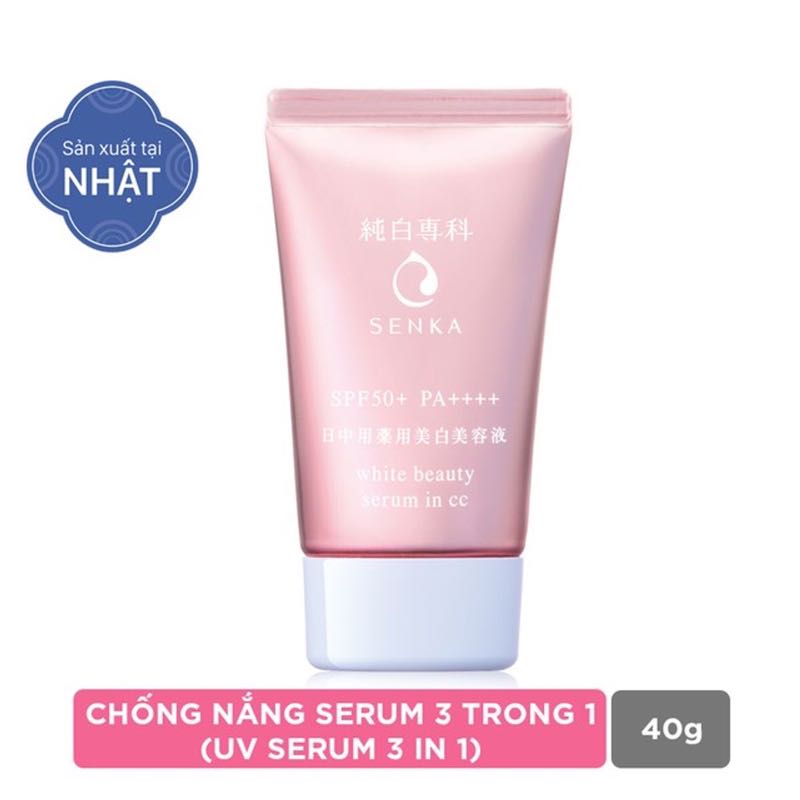 Sản xuất tại
NHẬT
純白専科
SENKA
SPF50+ PA++++
日中用薬用美白美容液
white beauty
serum in cc
CHỐNG NẮNG SERUM 3 TRONG 1
(UV SERUM 3 IN 1)
40g